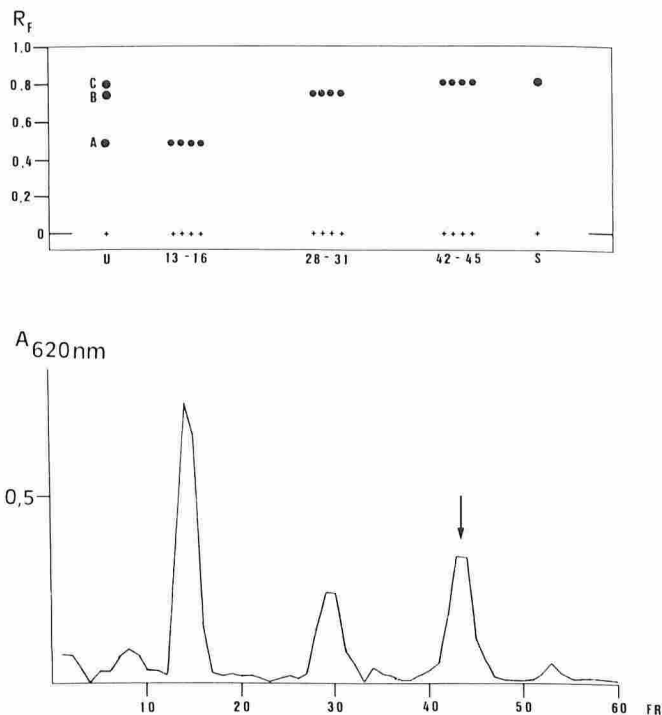 R_F
1.0
C
0.8
B
0.6
A
0.4
0,2
0
+ + + + + + + + + + + + + +
U 13 - 16 28 - 31 42 - 45 S
A 620nm
0,5
10 20 30 40 50 60 FR